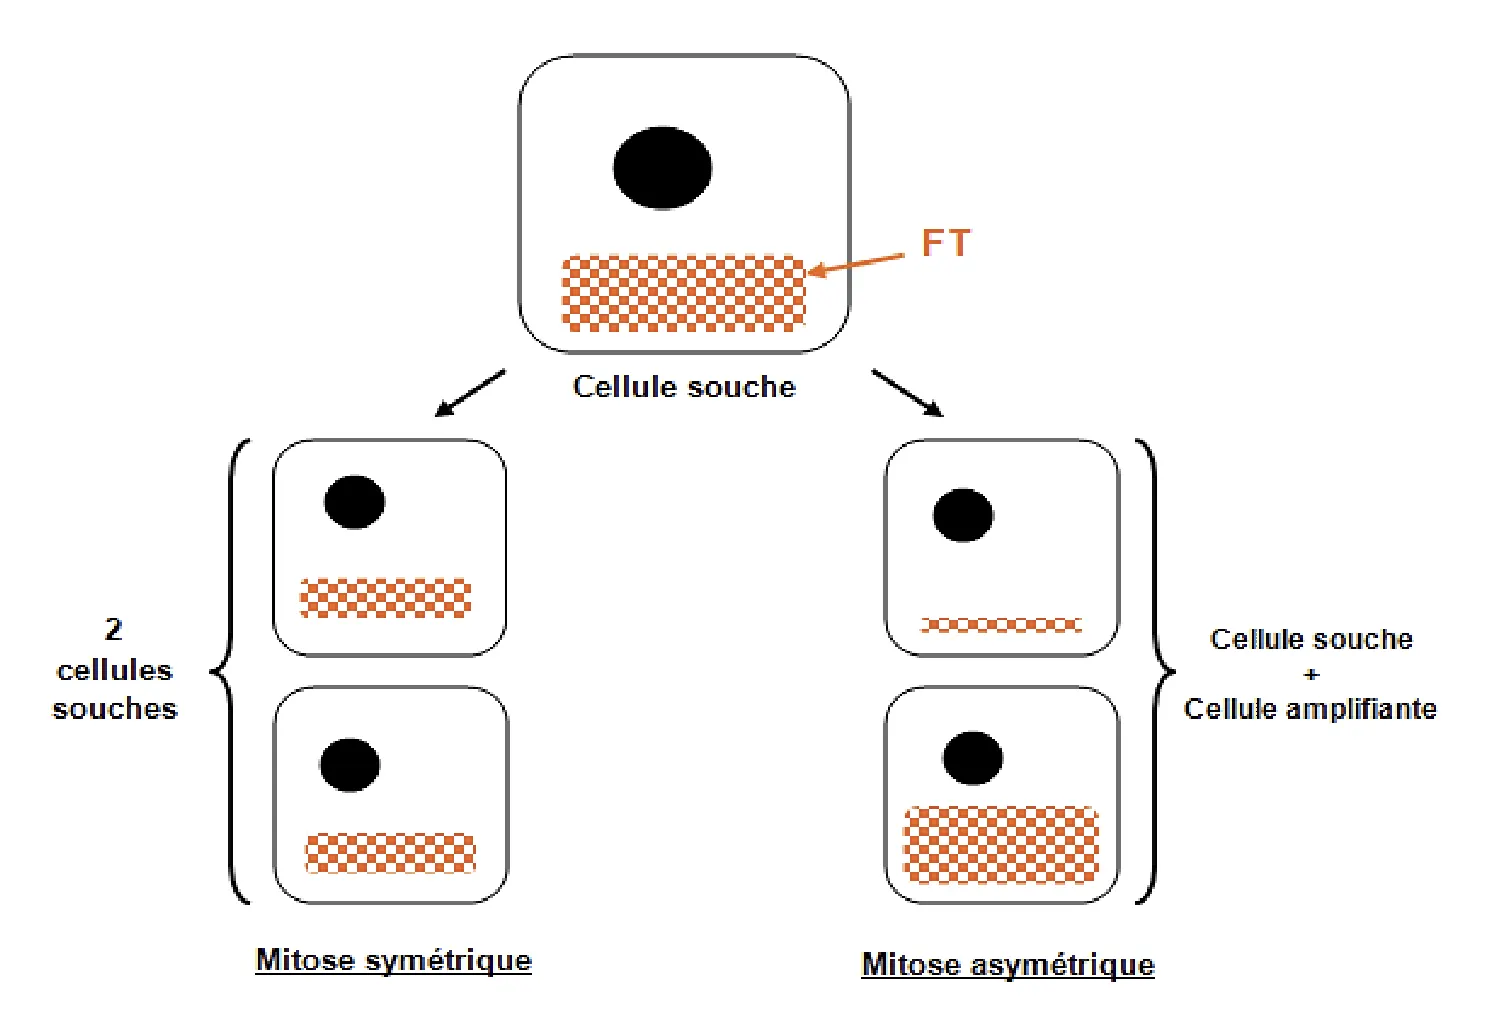 FT
Cellule souche
2
cellules
souches
Cellule souche
+
Cellule amplifiante
Mitose symétrique
Mitose asymétrique